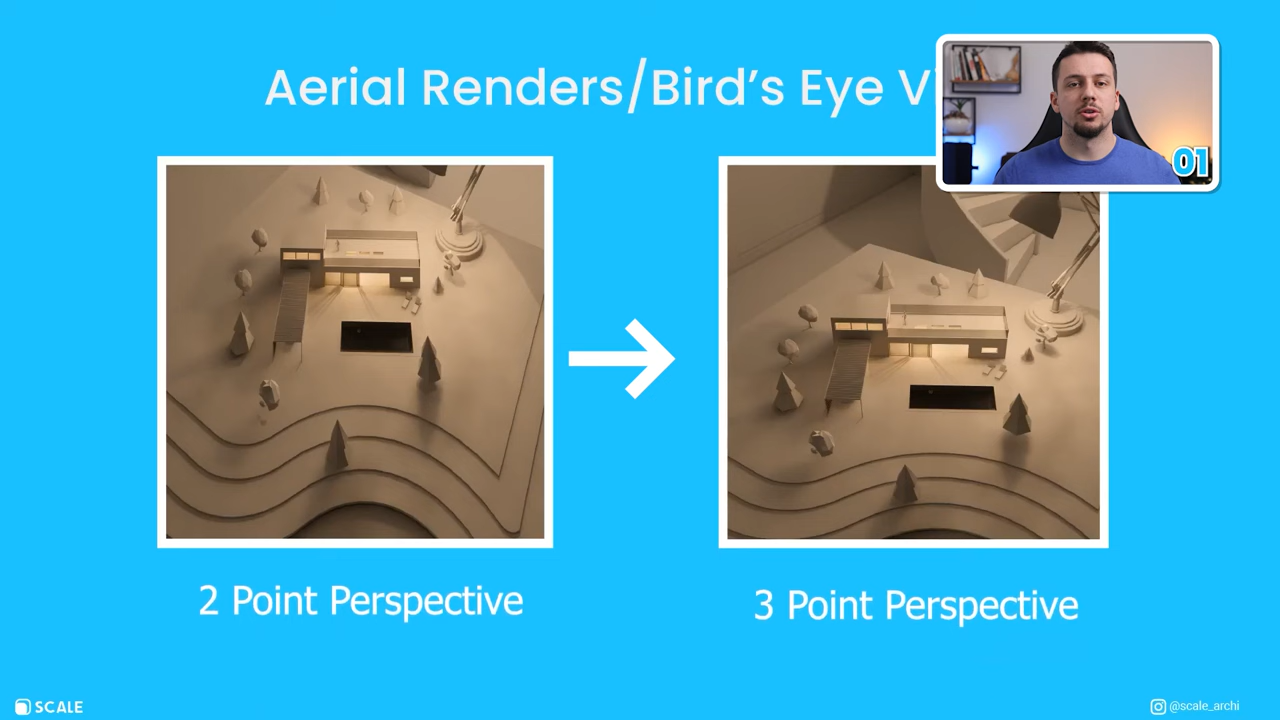 Aerial Renders/Bird's Eye
01
2 Point Perspective
3 Point Perspective
SCALE
@scale_archi